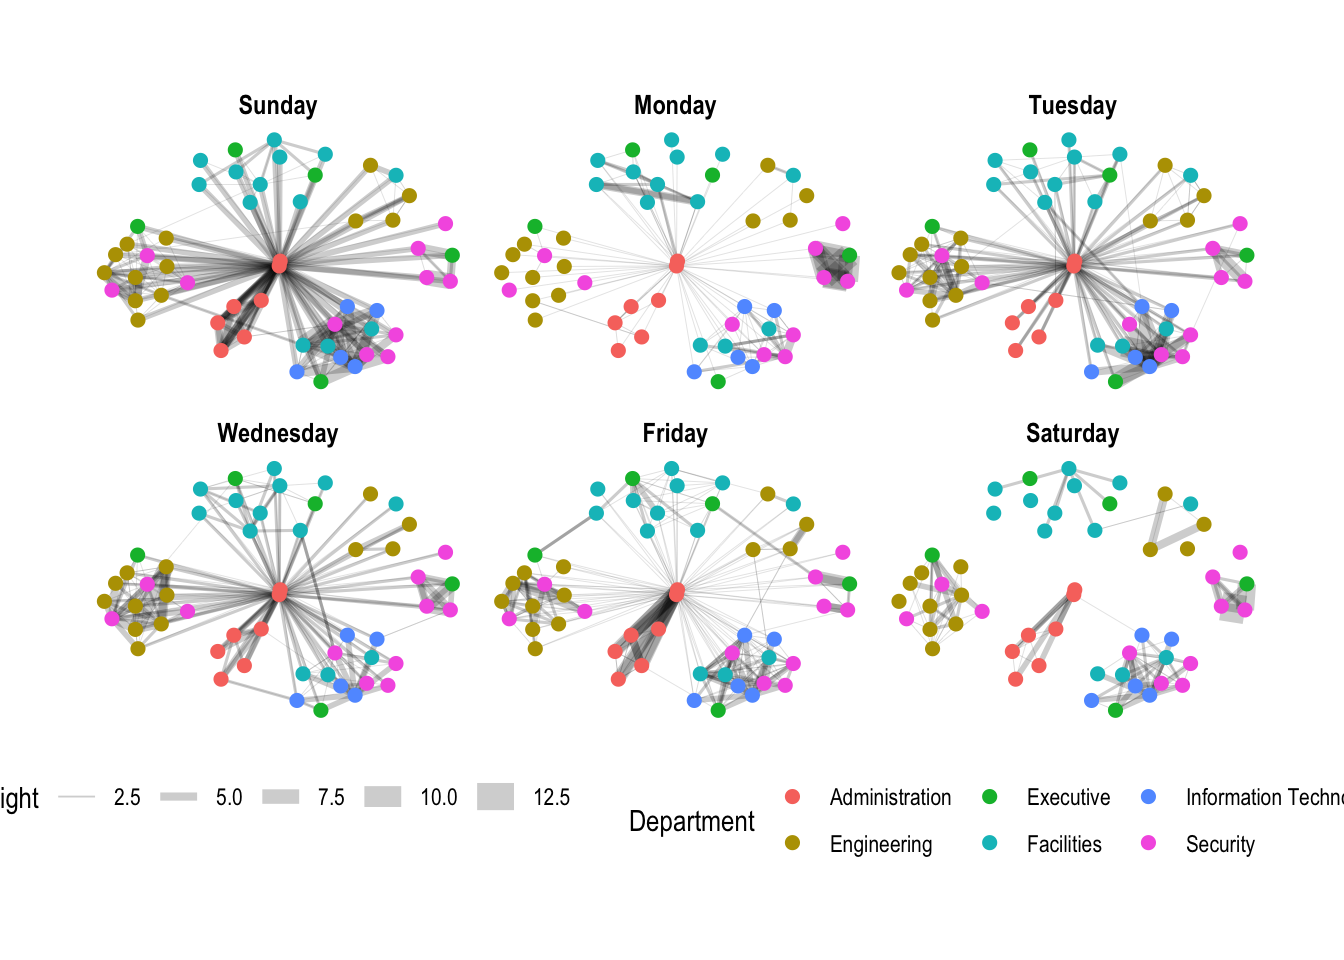 Sunday Monday Tuesday
Wednesday Friday Saturday
ight 2.5 5.0 7.5 10.0 12.5
Department
Administration Executive Information Techno
Engineering Facilities Security